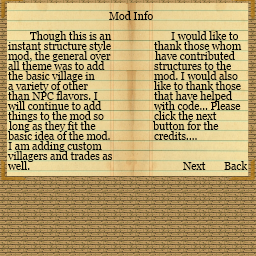 Mod Info
Though this is an
instant structure style
mod, the general over
all theme was to add
the basic village in
a variety of other
than NPC flavors. I
will continue to add
things to the mod so
long as they fit the
basic idea of the mod.
I am adding custom
villagers and trades as
well.
I would like to
thank those whom
have contributed
structures to the
mod. I would also
like to thank those
that have helped
with code... Please
click the next
button for the
credits....
Next
Back